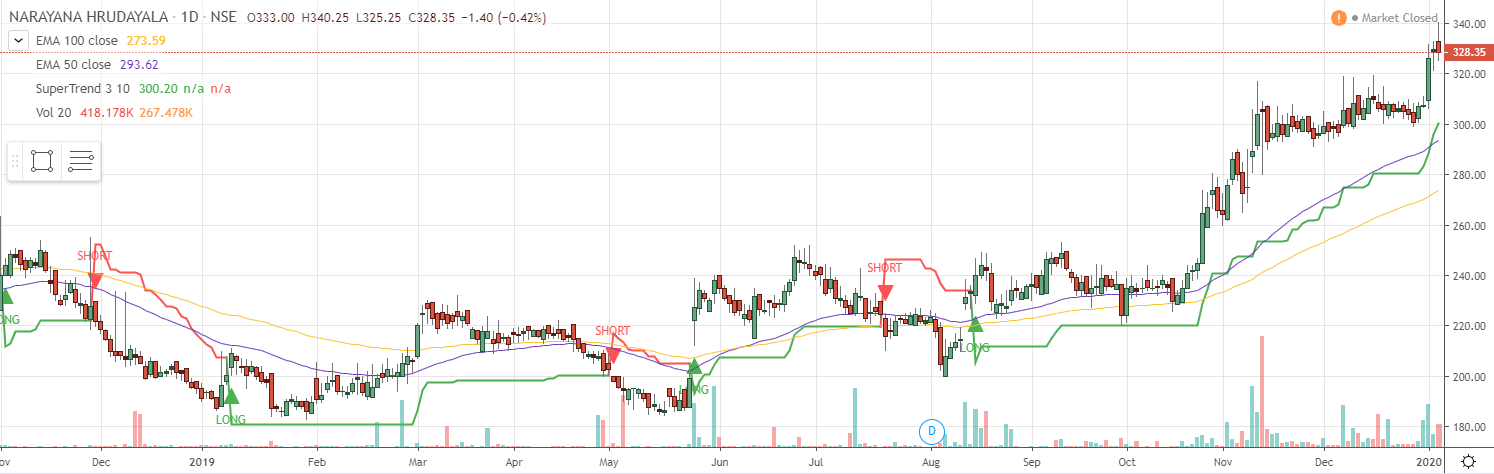 NARAYANA HRUDAYALA · 1D · NSE O333.00 H340.25 L325.25 C328.35 −1.40 (−0.42%)
! Market Closed
EMA 100 close 273.59
EMA 50 close 293.62
SuperTrend 3 10 300.20 n/a n/a
Vol 20 418.178K 267.478K
340.00
328.35
320.00
300.00
280.00
260.00
240.00
220.00
200.00
180.00
SHORT
SHORT
SHORT
ONG
LONG
LONG
LONG
D
ov Dec 2019 Feb Mar Apr May Jun Jul Aug Sep Oct Nov Dec 2020